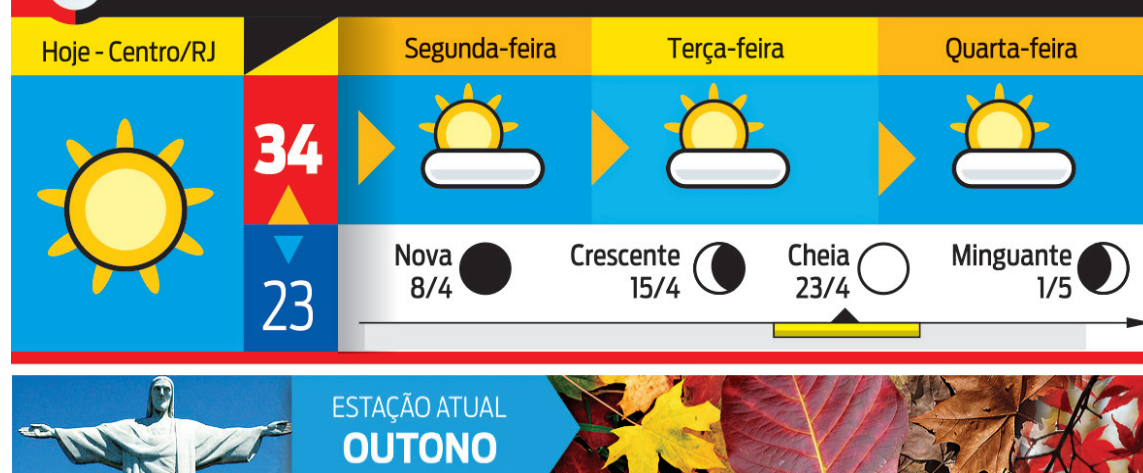 Hoje - Centro/RJ
34
23
Segunda-feira
Terça-feira
Quarta-feira
Nova
8/4
Crescente
15/4
Cheia
23/4
Minguante
1/5
ESTAÇÃO ATUAL
OUTONO